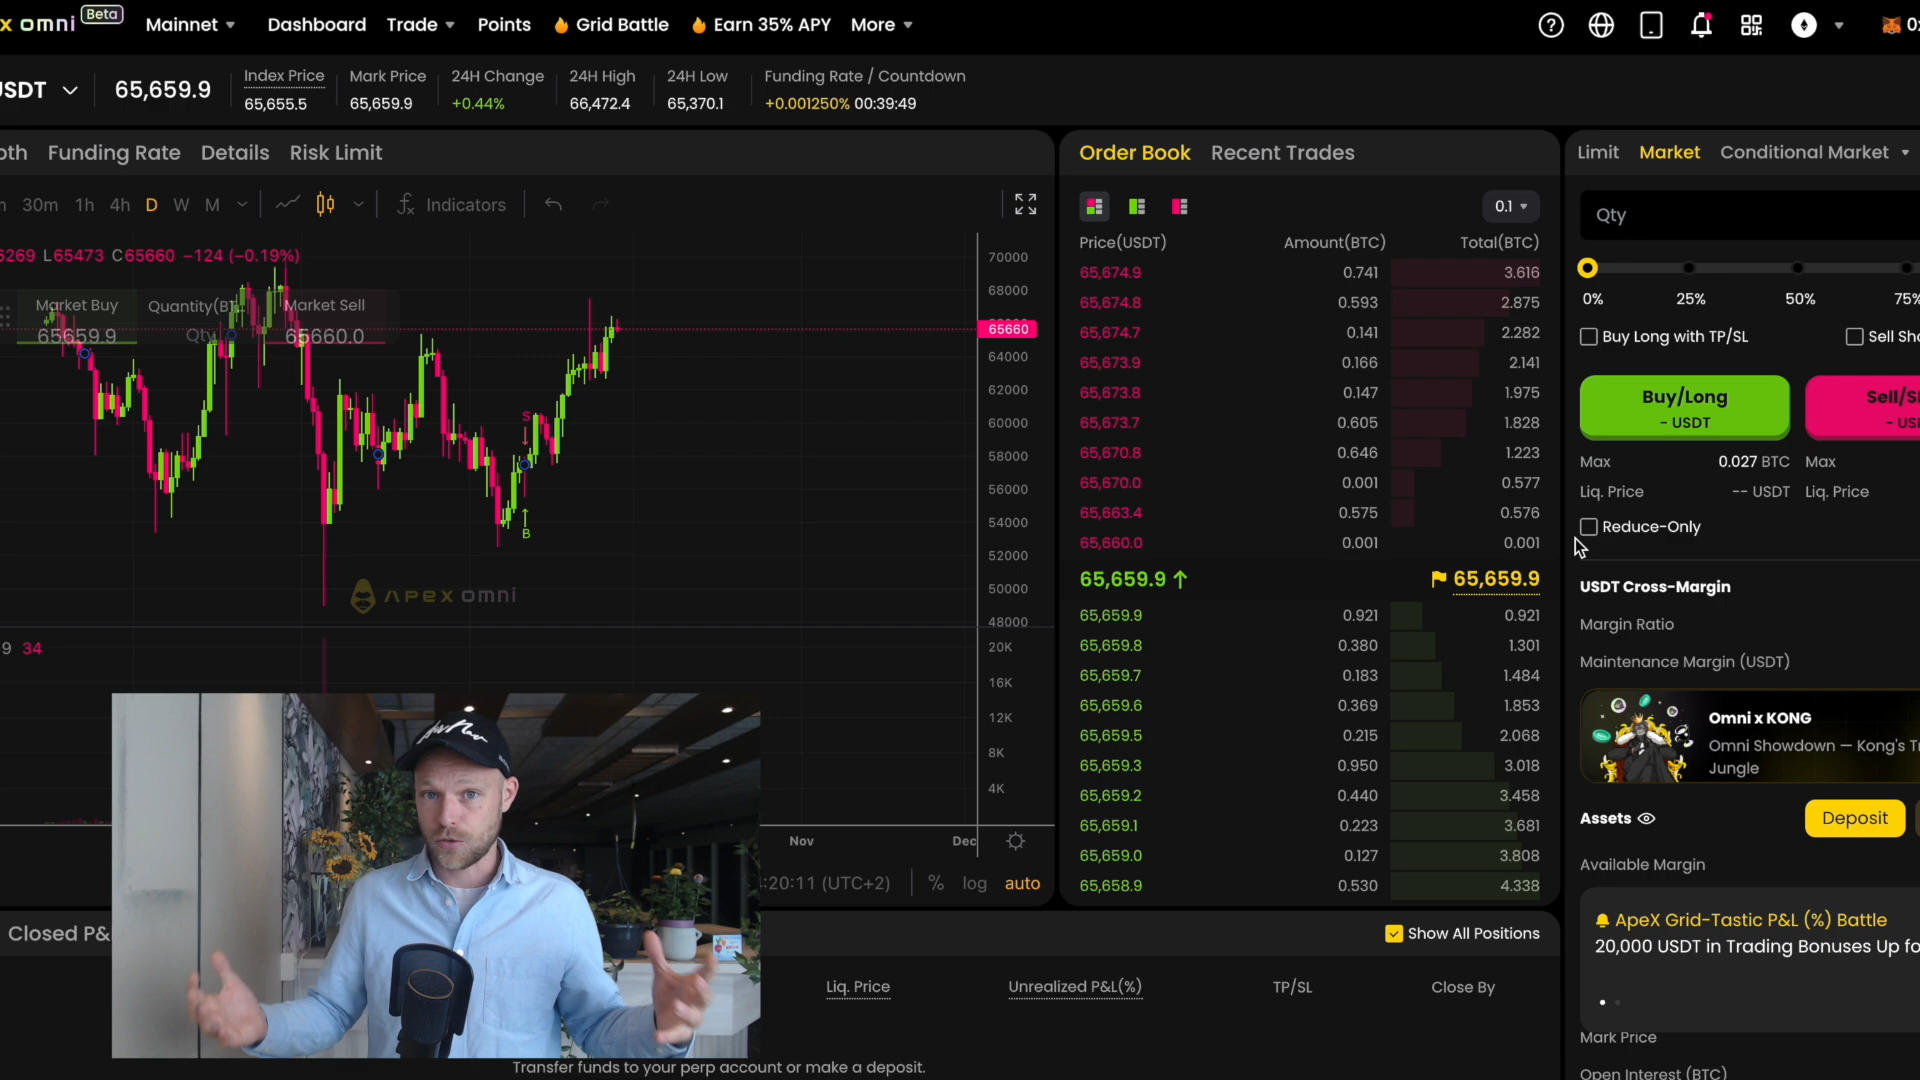 x omni Beta Mainnet Dashboard Trade Points Grid Battle Earn 35% APY More
USDT 65,659.9
Index Price Mark Price 24H Change 24H High 24H Low Funding Rate / Countdown
65,655.5 65,659.9 +0.44% 66,472.4 65,370.1 +0.001250% 00:39:49
pth Funding Rate Details Risk Limit
30m 1h 4h D W M Indicators
6269 L65473 C65660 −124 (−0.19%)
Market Buy Quantity(BT Market Sell
65659.9 Qty 65660.0
70000
68000
65660
64000
62000
60000
58000
56000
54000
52000
50000
48000
S
B
APEX omni
9 34
20K
16K
12K
8K
4K
Nov Dec
:20:11 (UTC+2) % log auto
Order Book Recent Trades
0.1
Price(USDT) Amount(BTC) Total(BTC)
65,674.9 0.741 3.616
65,674.8 0.593 2.875
65,674.7 0.141 2.282
65,673.9 0.166 2.141
65,673.8 0.147 1.975
65,673.7 0.605 1.828
65,670.8 0.646 1.223
65,670.0 0.001 0.577
65,663.4 0.575 0.576
65,660.0 0.001 0.001
65,659.9 ↑ 65,659.9
65,659.9 0.921 0.921
65,659.8 0.380 1.301
65,659.7 0.183 1.484
65,659.6 0.369 1.853
65,659.5 0.215 2.068
65,659.3 0.950 3.018
65,659.2 0.440 3.458
65,659.1 0.223 3.681
65,659.0 0.127 3.808
65,658.9 0.530 4.338
Limit Market Conditional Market
Qty
0% 25% 50% 75%
Buy Long with TP/SL Sell Sho
Buy/Long Sell/S
- USDT - US
Max 0.027 BTC Max
Liq. Price -- USDT Liq. Price
Reduce-Only
USDT Cross-Margin
Margin Ratio
Maintenance Margin (USDT)
Omni x KONG
Omni Showdown — Kong's T
Jungle
Assets Deposit
Available Margin
ApeX Grid-Tastic P&L (%) Battle
20,000 USDT in Trading Bonuses Up fo
Mark Price
Open Interest (BTC)
Closed P& Show All Positions
Liq. Price Unrealized P&L(%) TP/SL Close By
Transfer funds to your perp account or make a deposit.